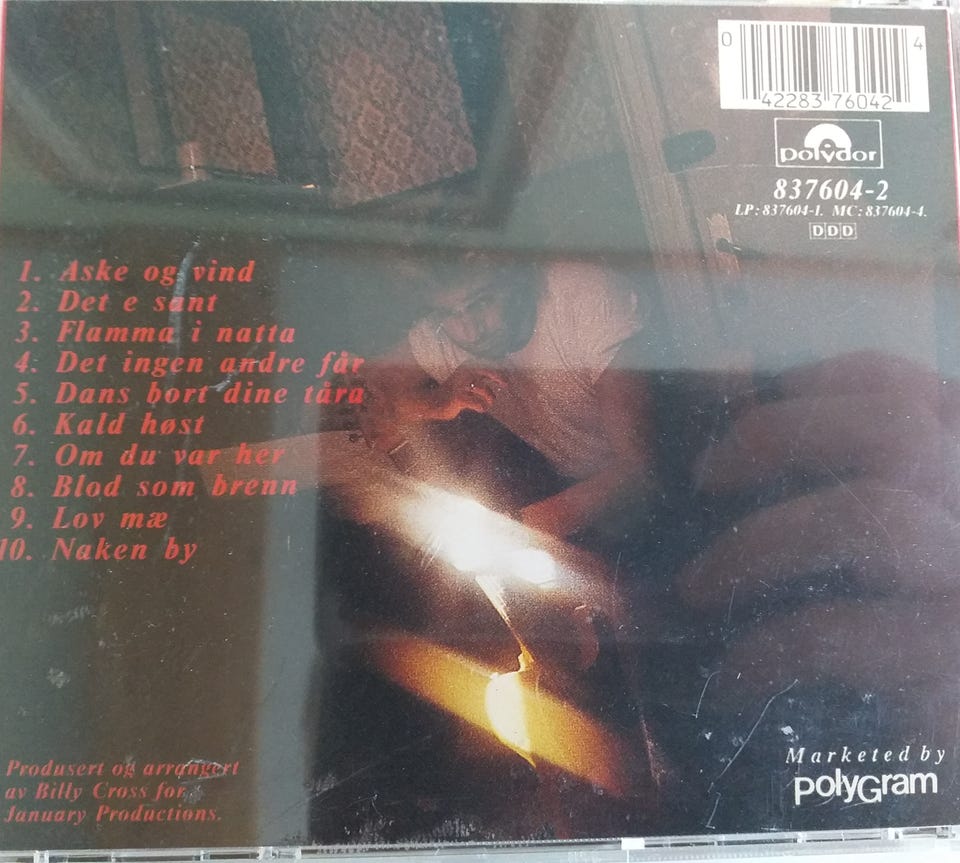 0 42283 76042 4
polydor
837604-2
LP: 837604-1. MC: 837604-4.
DDD
1. Aske og vind
2. Det e sant
3. Flamma i natta
4. Det ingen andre får
5. Dans bort dine tåra
6. Kald høst
7. Om du var her
8. Blod som brenn
9. Lov mæ
10. Naken by
Produsert og arrangert
av Billy Cross for
January Productions.
Marketed by
polyGram